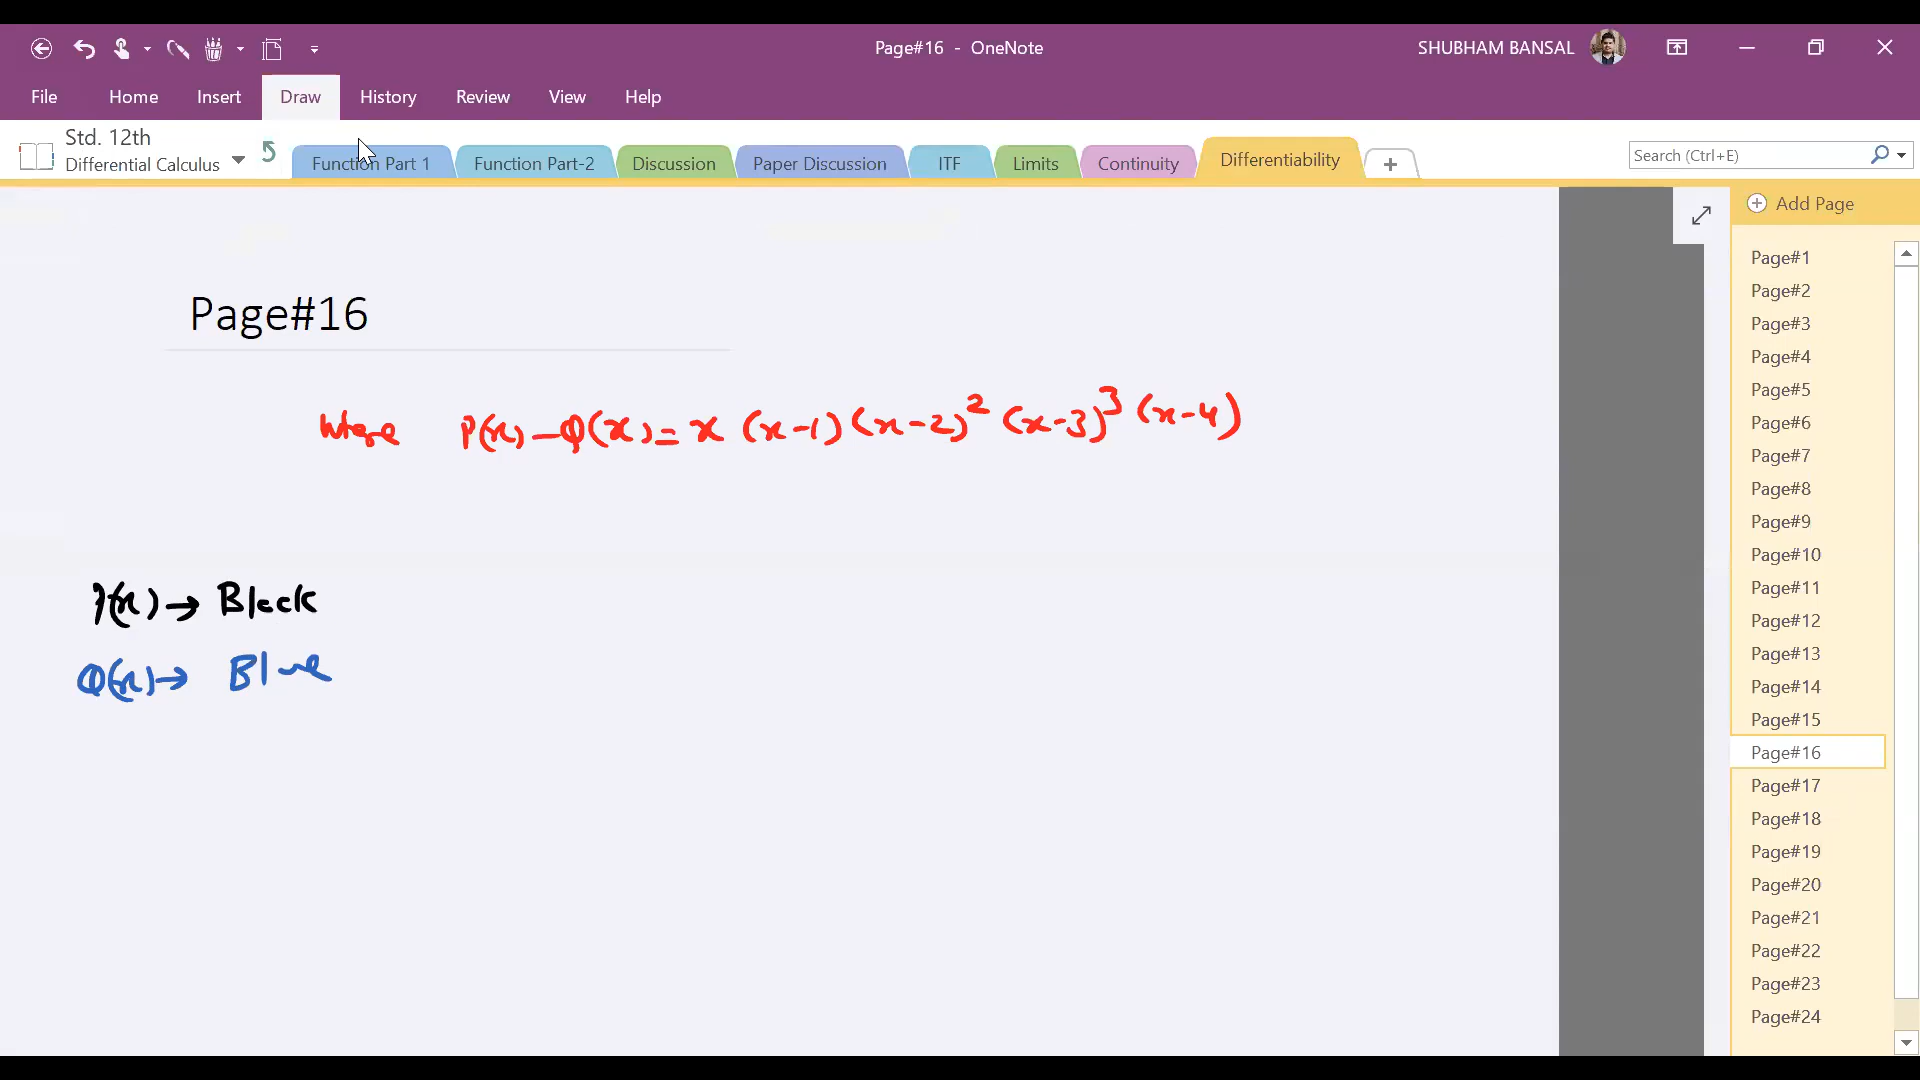 Page#16 - OneNote
SHUBHAM BANSAL
File Home Insert Draw History Review View Help
Std. 12th
Differential Calculus
Function Part 1 Function Part-2 Discussion Paper Discussion ITF Limits Continuity Differentiability +
Search (Ctrl+E)
Add Page
Page#16
Where P(x) - Q(x) = x (x-1) (x-2)² (x-3)³ (x-4)
P(x) → Black
Q(x) → Blue
Page#1
Page#2
Page#3
Page#4
Page#5
Page#6
Page#7
Page#8
Page#9
Page#10
Page#11
Page#12
Page#13
Page#14
Page#15
Page#16
Page#17
Page#18
Page#19
Page#20
Page#21
Page#22
Page#23
Page#24